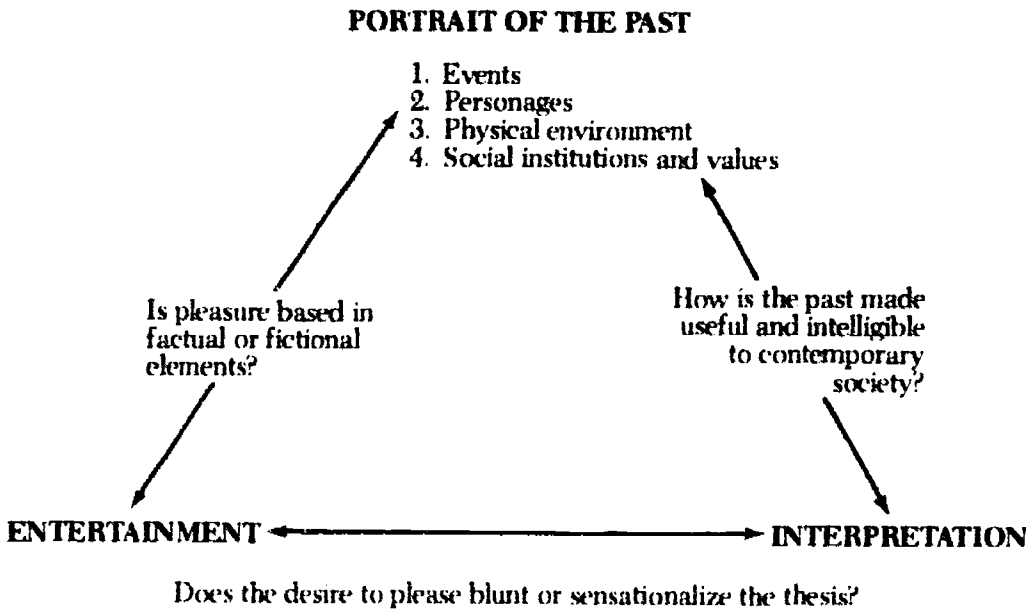 PORTRAIT OF THE PAST
1. Events
2. Personages
3. Physical environment
4. Social institutions and values
Is pleasure based in
factual or fictional
elements?
How is the past made
useful and intelligible
to contemporary
society?
ENTERTAINMENT
INTERPRETATION
Does the desire to please blunt or sensationalize the thesis?